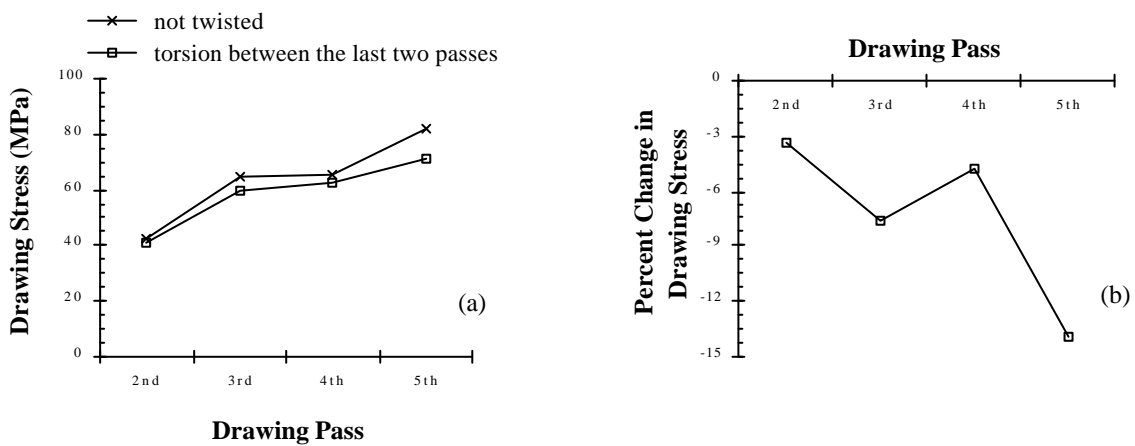 not twisted
torsion between the last two passes
100
80
60
40
20
0
Drawing Stress (MPa)
2nd 3rd 4th 5th
Drawing Pass
(a)
Drawing Pass
0
-3
-6
-9
-12
-15
2nd 3rd 4th 5th
Percent Change in
Drawing Stress
(b)